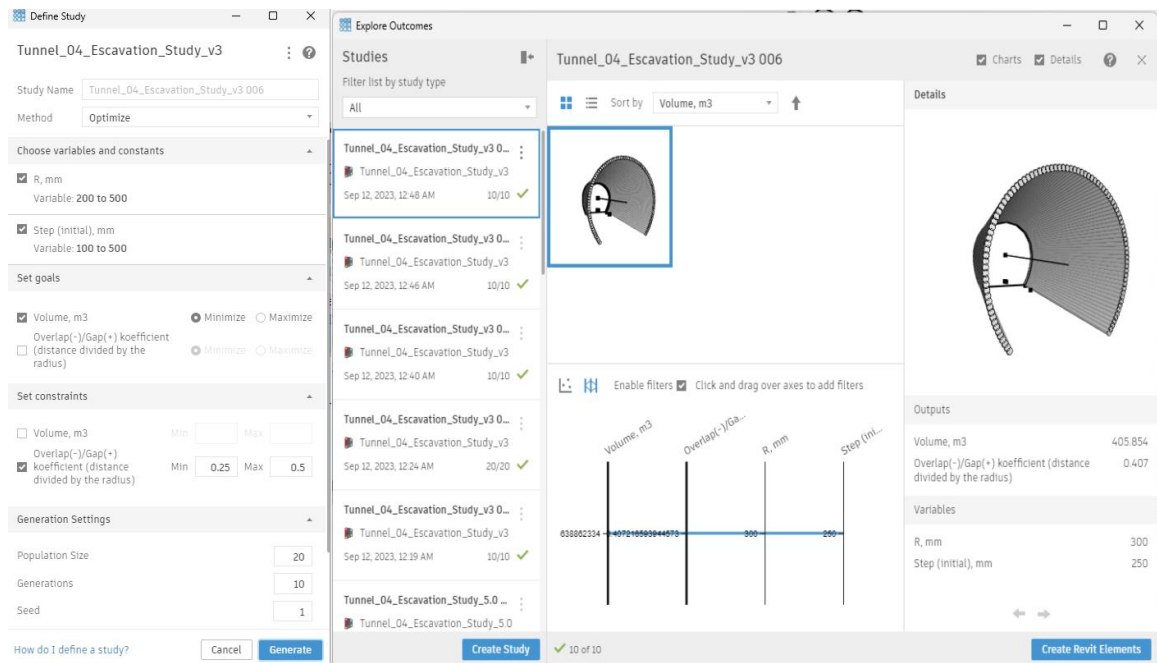 Define Study
Tunnel_04_Escavation_Study_v3
Study Name Tunnel_04_Escavation_Study_v3 006
Method Optimize
Choose variables and constants
R, mm
Variable: 200 to 500
Step (initial), mm
Variable: 100 to 500
Set goals
Volume, m3 Minimize Maximize
Overlap(-)/Gap(+) koefficient
(distance divided by the Minimize Maximize
radius)
Set constraints
Volume, m3 Min Max
Overlap(-)/Gap(+)
koefficient (distance Min 0.25 Max 0.5
divided by the radius)
Generation Settings
Population Size 20
Generations 10
Seed 1
How do I define a study? Cancel Generate
Explore Outcomes
Studies
Filter list by study type
All
Tunnel_04_Escavation_Study_v3 0...
Tunnel_04_Escavation_Study_v3
Sep 12, 2023, 12:48 AM 10/10
Tunnel_04_Escavation_Study_v3 0...
Tunnel_04_Escavation_Study_v3
Sep 12, 2023, 12:46 AM 10/10
Tunnel_04_Escavation_Study_v3 0...
Tunnel_04_Escavation_Study_v3
Sep 12, 2023, 12:40 AM 10/10
Tunnel_04_Escavation_Study_v3 0...
Tunnel_04_Escavation_Study_v3
Sep 12, 2023, 12:24 AM 20/20
Tunnel_04_Escavation_Study_v3 0...
Tunnel_04_Escavation_Study_v3
Sep 12, 2023, 12:19 AM 10/10
Tunnel_04_Escavation_Study_5.0 ...
Tunnel_04_Escavation_Study_5.0
Create Study
Tunnel_04_Escavation_Study_v3 006 Charts Details
Sort by Volume, m3
Enable filters Click and drag over axes to add filters
Volume, m3 Overlap(-)/Ga... R, mm Step (ini...
300 250
10 of 10
Details
Outputs
Volume, m3 405.854
Overlap(-)/Gap(+) koefficient (distance 0.407
divided by the radius)
Variables
R, mm 300
Step (initial), mm 250
Create Revit Elements